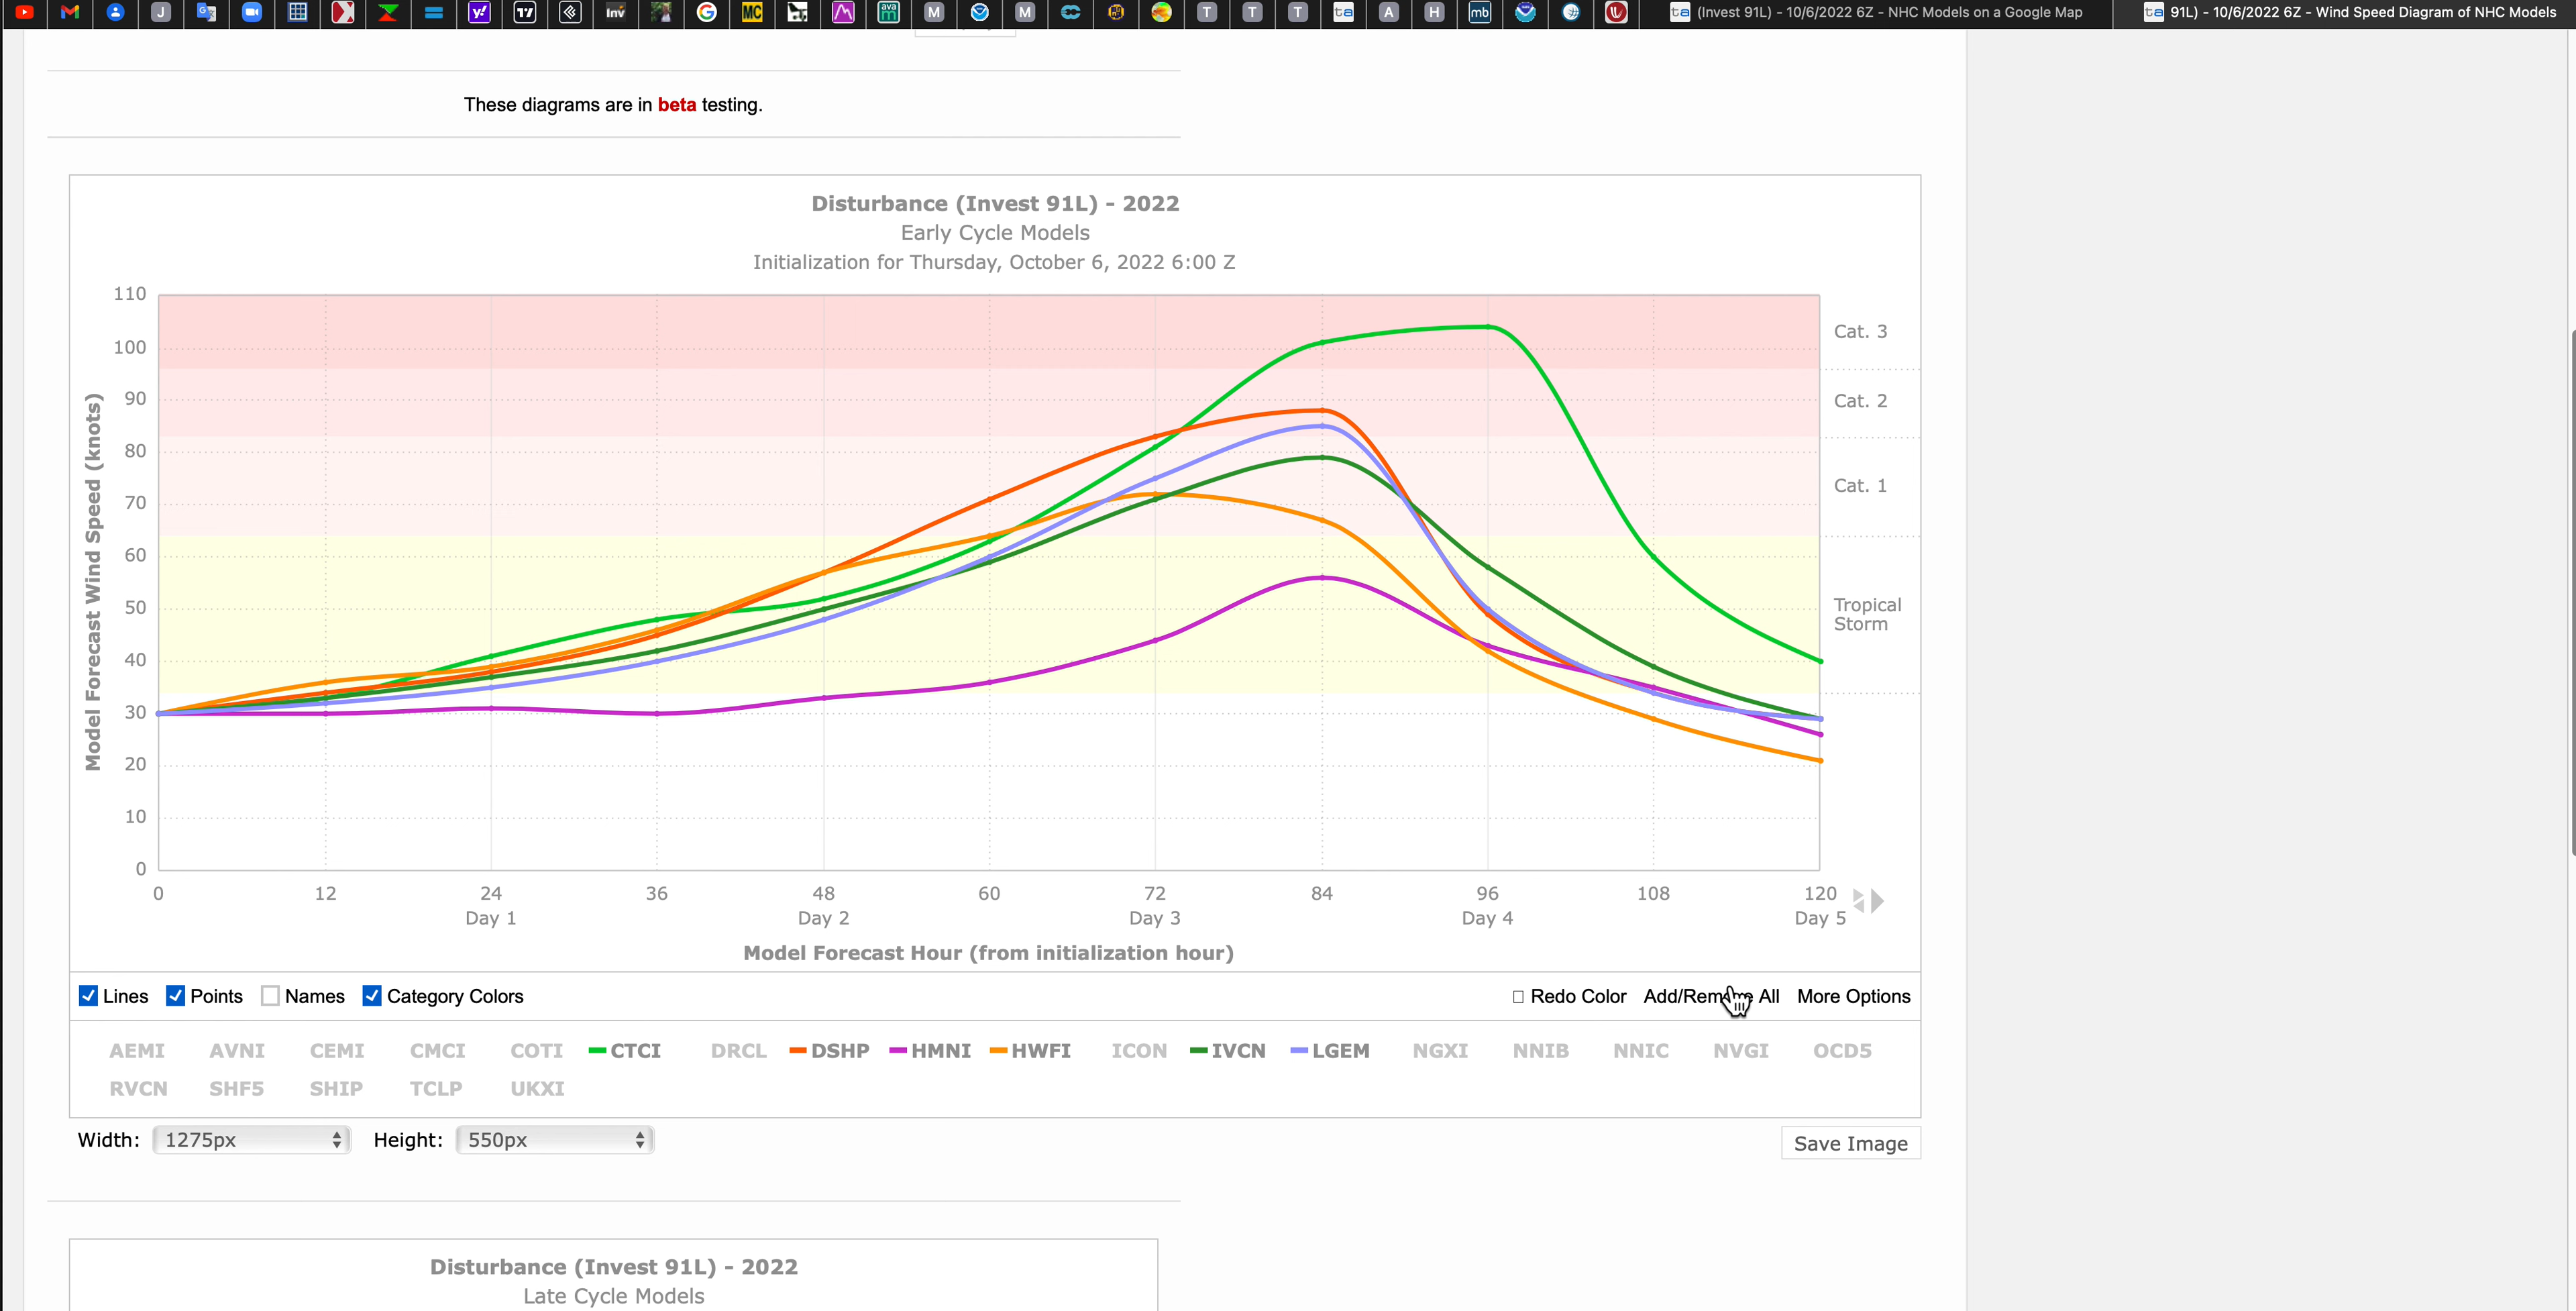 (Invest 91L) - 10/6/2022 6Z - NHC Models on a Google Map
91L) - 10/6/2022 6Z - Wind Speed Diagram of NHC Models
These diagrams are in beta testing.
Disturbance (Invest 91L) - 2022
Early Cycle Models
Initialization for Thursday, October 6, 2022 6:00 Z
Model Forecast Wind Speed (knots)
110
100
90
80
70
60
50
40
30
20
10
0
Cat. 3
Cat. 2
Cat. 1
Tropical
Storm
0 12 24 36 48 60 72 84 96 108 120
Day 1 Day 2 Day 3 Day 4 Day 5
Model Forecast Hour (from initialization hour)
Lines Points Names Category Colors Redo Color Add/Remove All More Options
AEMI AVNI CEMI CMCI COTI CTCI DRCL DSHP HMNI HWFI ICON IVCN LGEM NGXI NNIB NNIC NVGI OCD5
RVCN SHF5 SHIP TCLP UKXI
Width: 1275px Height: 550px
Save Image
Disturbance (Invest 91L) - 2022
Late Cycle Models